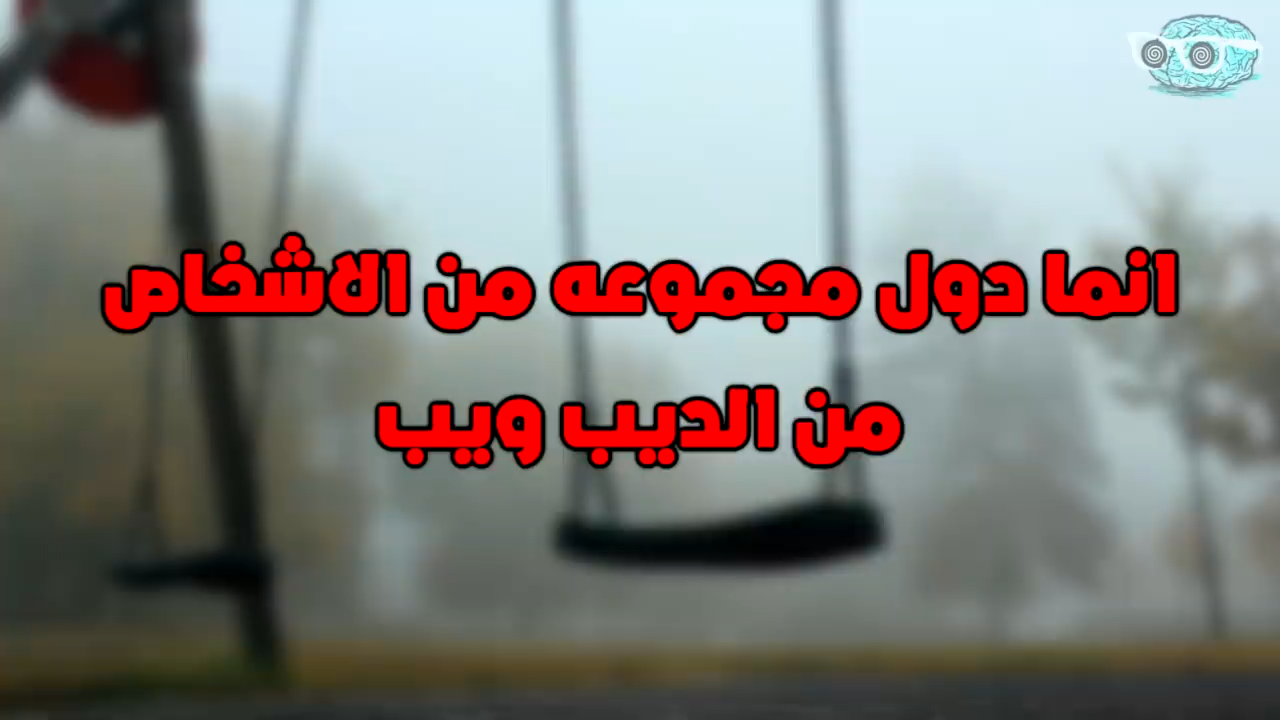 انما دول مجموعه من الاشخاص
من الديب ويب